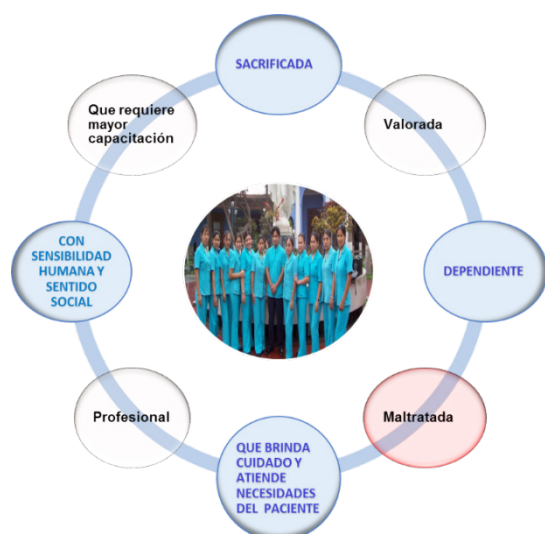 SACRIFICADA
Que requiere
mayor
capacitación
Valorada
CON
SENSIBILIDAD
HUMANA Y
SENTIDO
SOCIAL
DEPENDIENTE
Profesional
Maltratada
QUE BRINDA
CUIDADO Y
ATIENDE
NECESIDADES
DEL PACIENTE